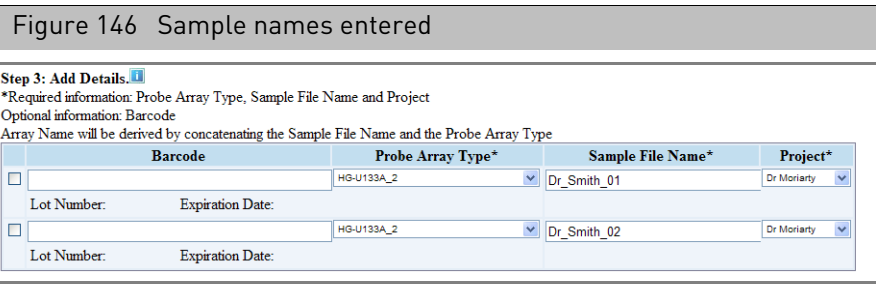 Figure 146 Sample names entered
Step 3: Add Details. i
*Required information: Probe Array Type, Sample File Name and Project
Optional information: Barcode
Array Name will be derived by concatenating the Sample File Name and the Probe Array Type
Barcode Probe Array Type* Sample File Name* Project*
HG-U133A_2 Dr_Smith_01 Dr Moriarty
Lot Number: Expiration Date:
HG-U133A_2 Dr_Smith_02 Dr Moriarty
Lot Number: Expiration Date: